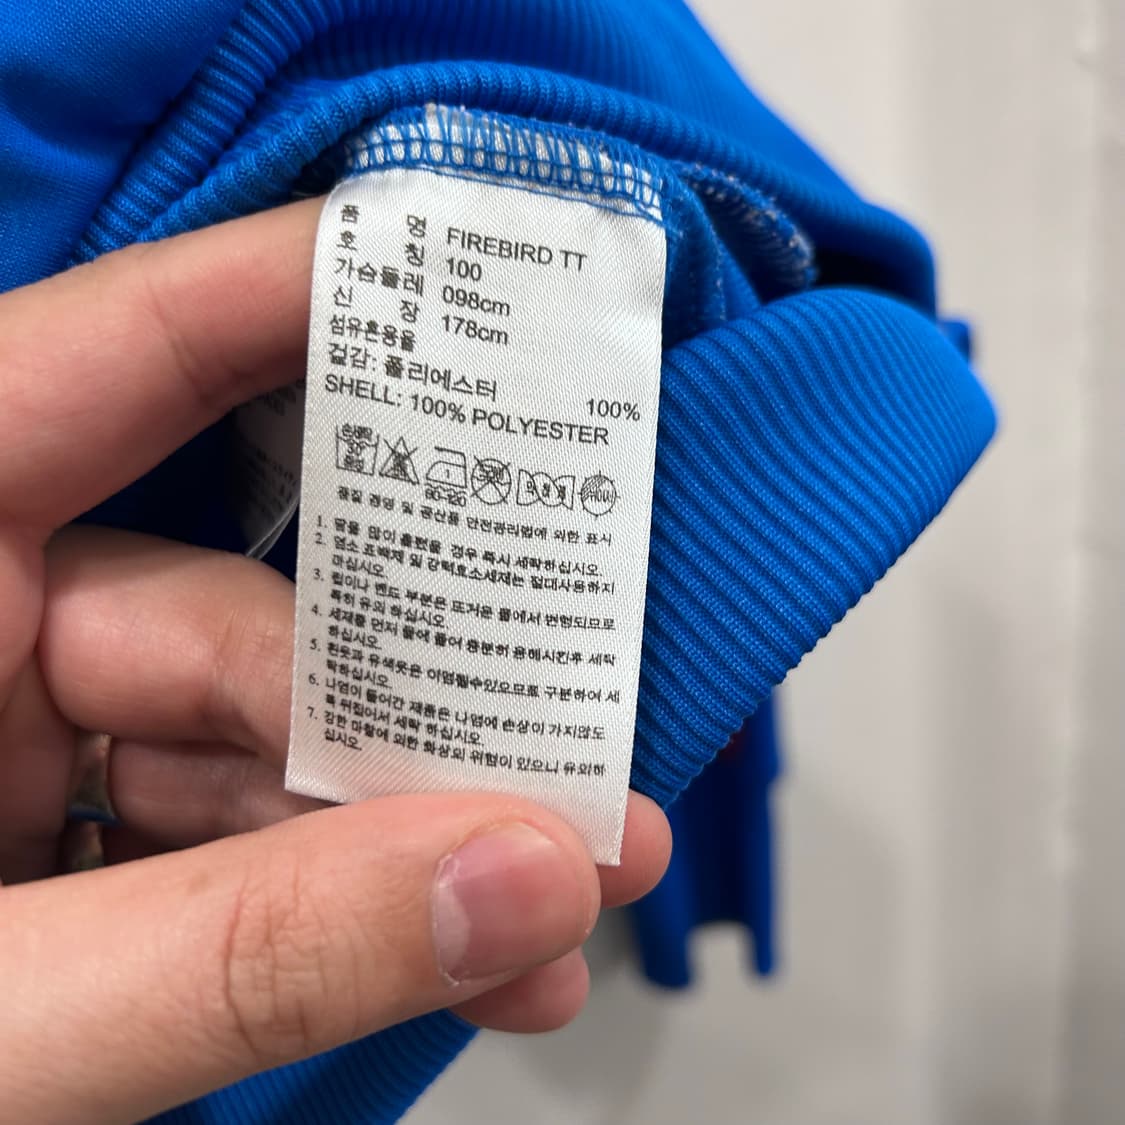 품 명 FIREBIRD TT
호 칭 100
가슴둘레 098cm
신 장 178cm
섬유혼용율
겉감: 폴리에스터 100%
SHELL: 100% POLYESTER
80-120
품질 경영 및 공산품 안전관리법에 의한 표시
1. 땀을 많이 흘렸을 경우 즉시 세탁하십시오.
2. 염소 표백제 및 강력효소세제는 절대사용하지
마십시오.
3. 립이나 밴드 부분은 뜨거운 물에서 변형되므로
특히 유의 하십시오.
4. 세제를 먼저 물에 풀어 충분히 용해시킨후 세탁
하십시오.
5. 흰옷과 유색옷은 이염될수있으므로 구분하여 세
탁하십시오.
6. 나염이 들어간 제품은 나염에 손상이 가지않도
록 뒤집어서 세탁 하십시오.
7. 강한 마찰에 의한 화상의 위험이 있으니 유의하
십시오.